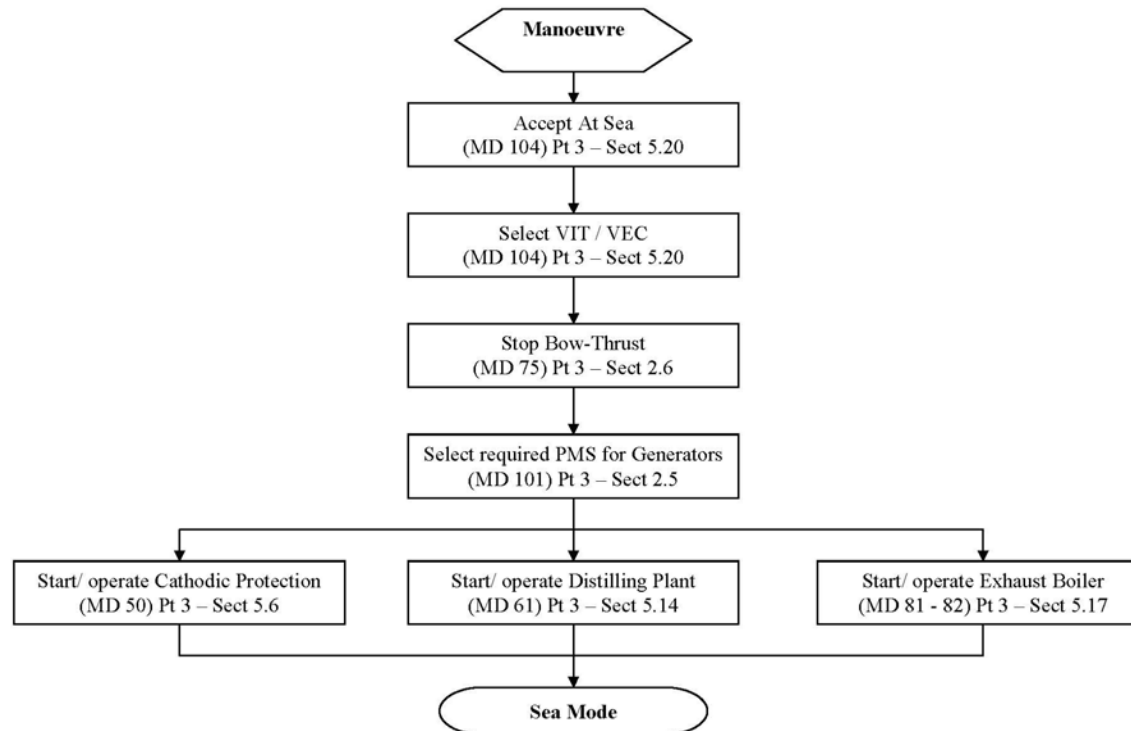 Manoeuvre
Accept At Sea
(MD 104) Pt 3 – Sect 5.20
Select VIT / VEC
(MD 104) Pt 3 – Sect 5.20
Stop Bow-Thrust
(MD 75) Pt 3 – Sect 2.6
Select required PMS for Generators
(MD 101) Pt 3 – Sect 2.5
Start/ operate Cathodic Protection
(MD 50) Pt 3 – Sect 5.6
Start/ operate Distilling Plant
(MD 61) Pt 3 – Sect 5.14
Start/ operate Exhaust Boiler
(MD 81 - 82) Pt 3 – Sect 5.17
Sea Mode